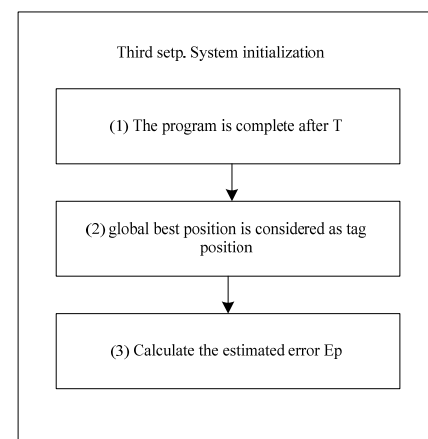 Third setp. System initialization
(1) The program is complete after T
(2) global best position is considered as tag
position
(3) Calculate the estimated error Ep